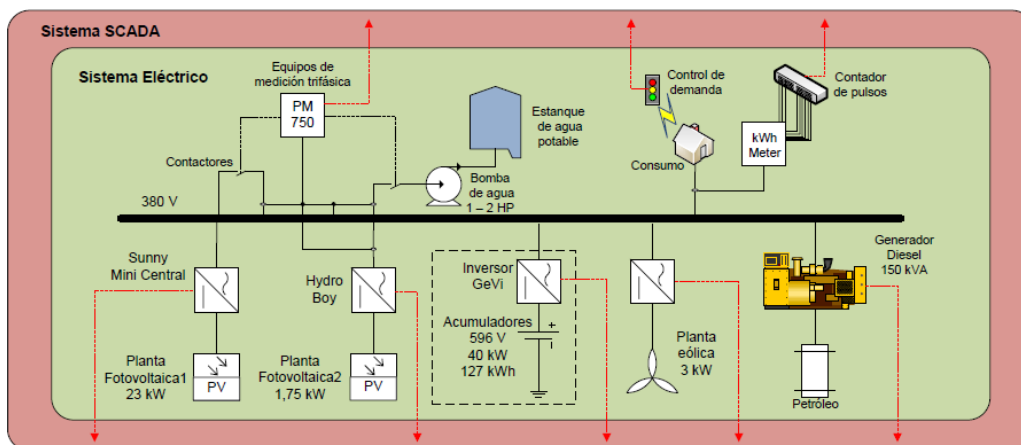 Sistema SCADA
Sistema Eléctrico
Equipos de
medición trifásica
PM
750
Contactores
Estanque
de agua
potable
Bomba
de agua
1 – 2 HP
Control de
demanda
Consumo
Contador
de pulsos
kWh
Meter
380 V
Sunny
Mini Central
Hydro
Boy
Inversor
GeVi
Acumuladores
596 V
40 kW
127 kWh
+
Generador
Diesel
150 kVA
Planta
Fotovoltaica1
23 kW
PV
Planta
Fotovoltaica2
1,75 kW
PV
Planta
eólica
3 kW
Petróleo